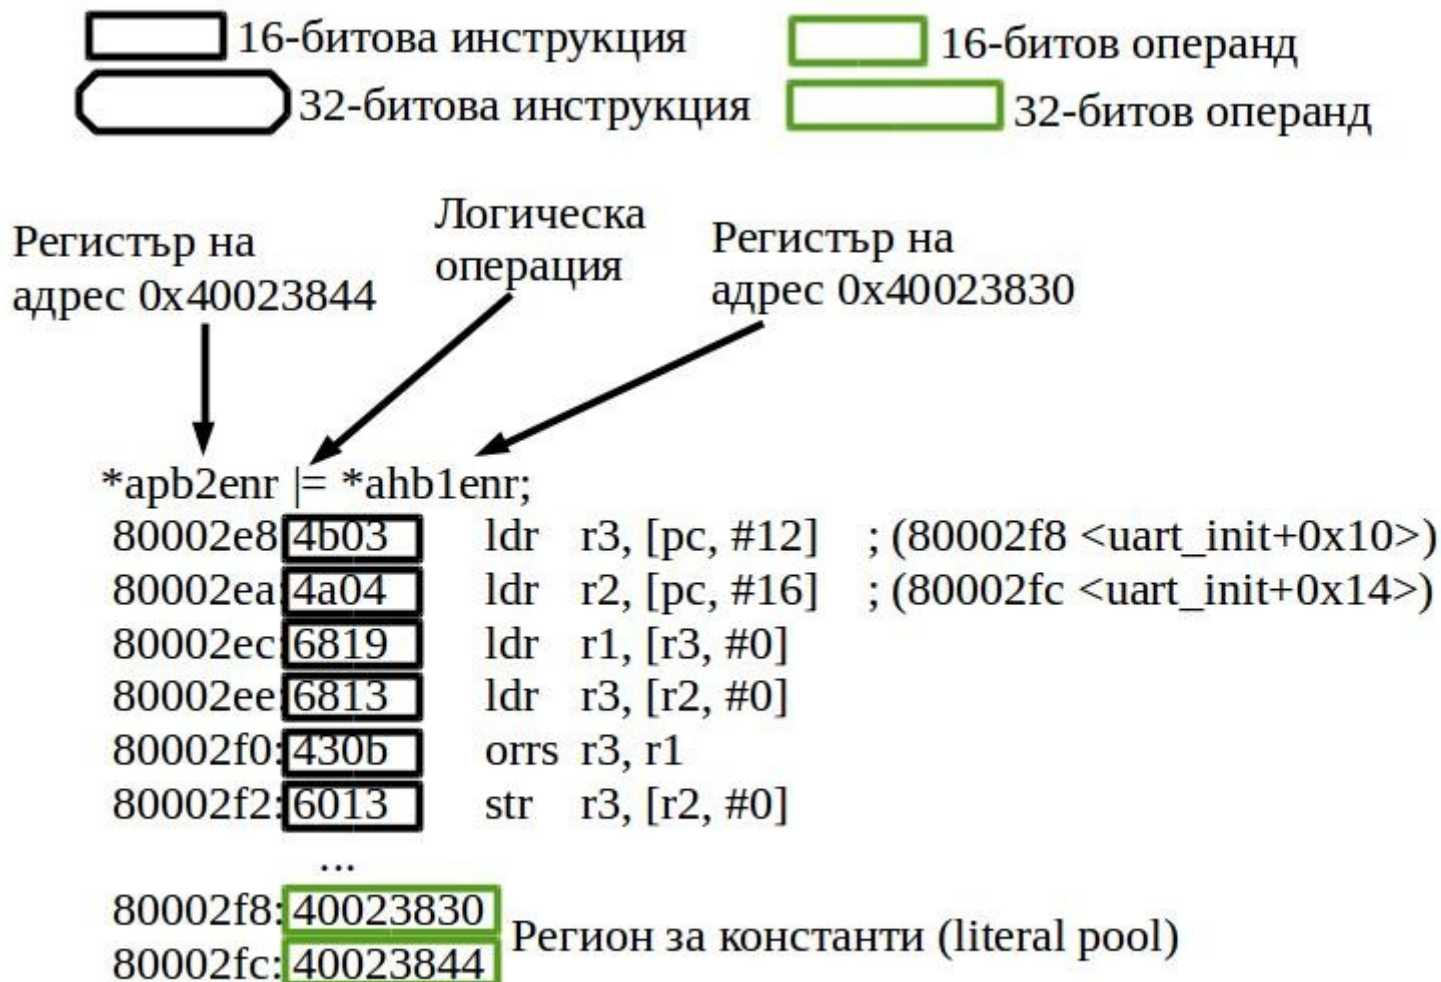 16-битова инструкция
16-битов операнд
32-битова инструкция
32-битов операнд
Регистър на
адрес 0x40023844
Логическа
операция
Регистър на
адрес 0x40023830
*apb2enr |= *ahb1enr;
80002e8: 4b03 ldr r3, [pc, #12] ; (80002f8 <uart_init+0x10>)
80002ea: 4a04 ldr r2, [pc, #16] ; (80002fc <uart_init+0x14>)
80002ec: 6819 ldr r1, [r3, #0]
80002ee: 6813 ldr r3, [r2, #0]
80002f0: 430b orrs r3, r1
80002f2: 6013 str r3, [r2, #0]
...
80002f8: 40023830
Регион за константи (literal pool)
80002fc: 40023844